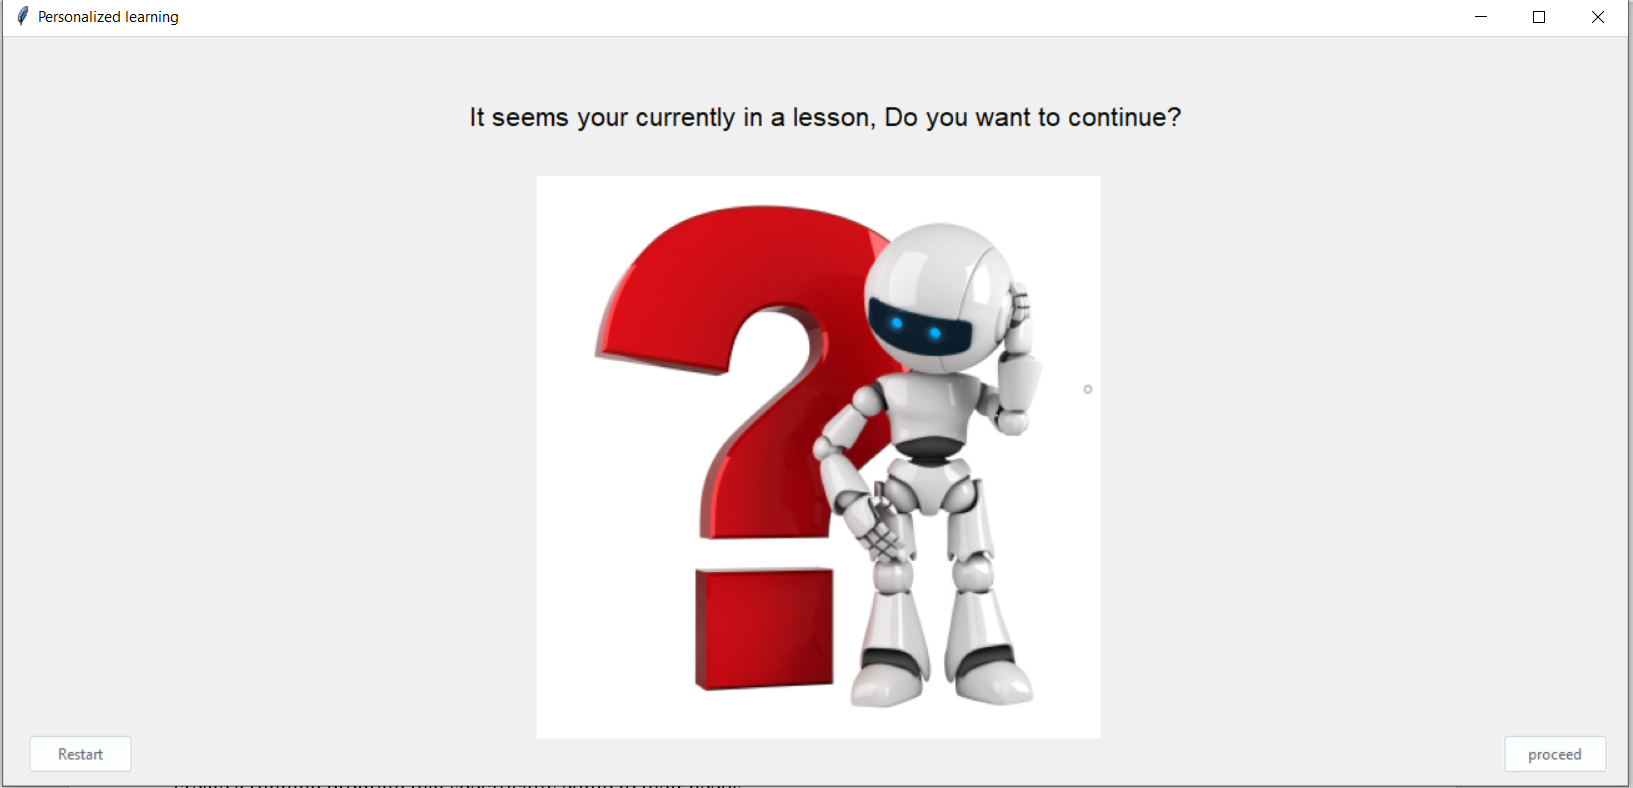 Personalized learning
It seems your currently in a lesson, Do you want to continue?
Restart
proceed